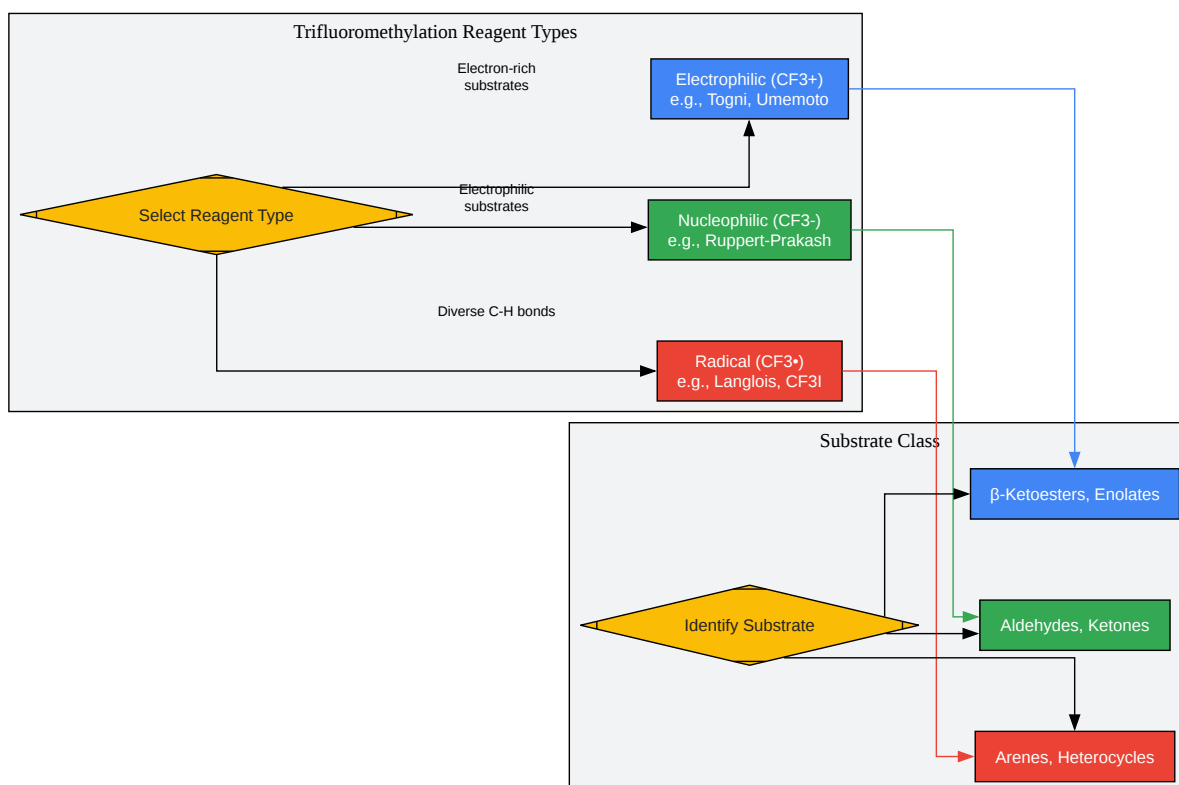 Trifluoromethylation Reagent Types
Electron-rich
substrates
Electrophilic (CF3+)
e.g., Togni, Umemoto
Select Reagent Type
Electrophilic
substrates
Nucleophilic (CF3-)
e.g., Ruppert-Prakash
Diverse C-H bonds
Radical (CF3•)
e.g., Langlois, CF3I
Substrate Class
β-Ketoesters, Enolates
Identify Substrate
Aldehydes, Ketones
Arenes, Heterocycles